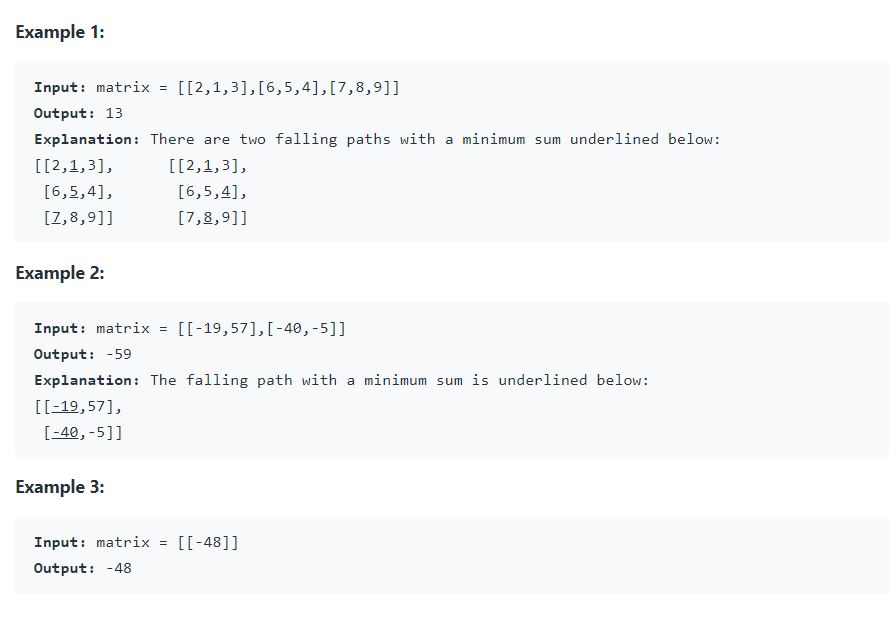 Example 1:
Input: matrix = [[2,1,3],[6,5,4],[7,8,9]]
Output: 13
Explanation: There are two falling paths with a minimum sum underlined below:
[[2,1,3],      [[2,1,3],
[6,5,4],       [6,5,4],
[7,8,9]]       [7,8,9]]
Example 2:
Input: matrix = [[-19,57],[-40,-5]]
Output: -59
Explanation: The falling path with a minimum sum is underlined below:
[[-19,57],
[-40,-5]]
Example 3:
Input: matrix = [[-48]]
Output: -48